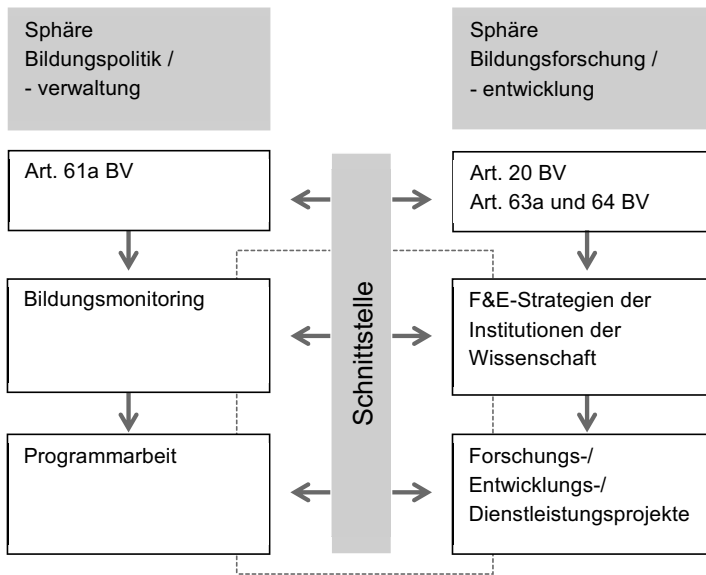 Sphäre
Bildungspolitik /
- verwaltung
Sphäre
Bildungsforschung /
- entwicklung
Art. 61a BV
Art. 20 BV
Art. 63a und 64 BV
Schnittstelle
Bildungsmonitoring
F&E-Strategien der
Institutionen der
Wissenschaft
Programmarbeit
Forschungs-/
Entwicklungs-/
Dienstleistungsprojekte